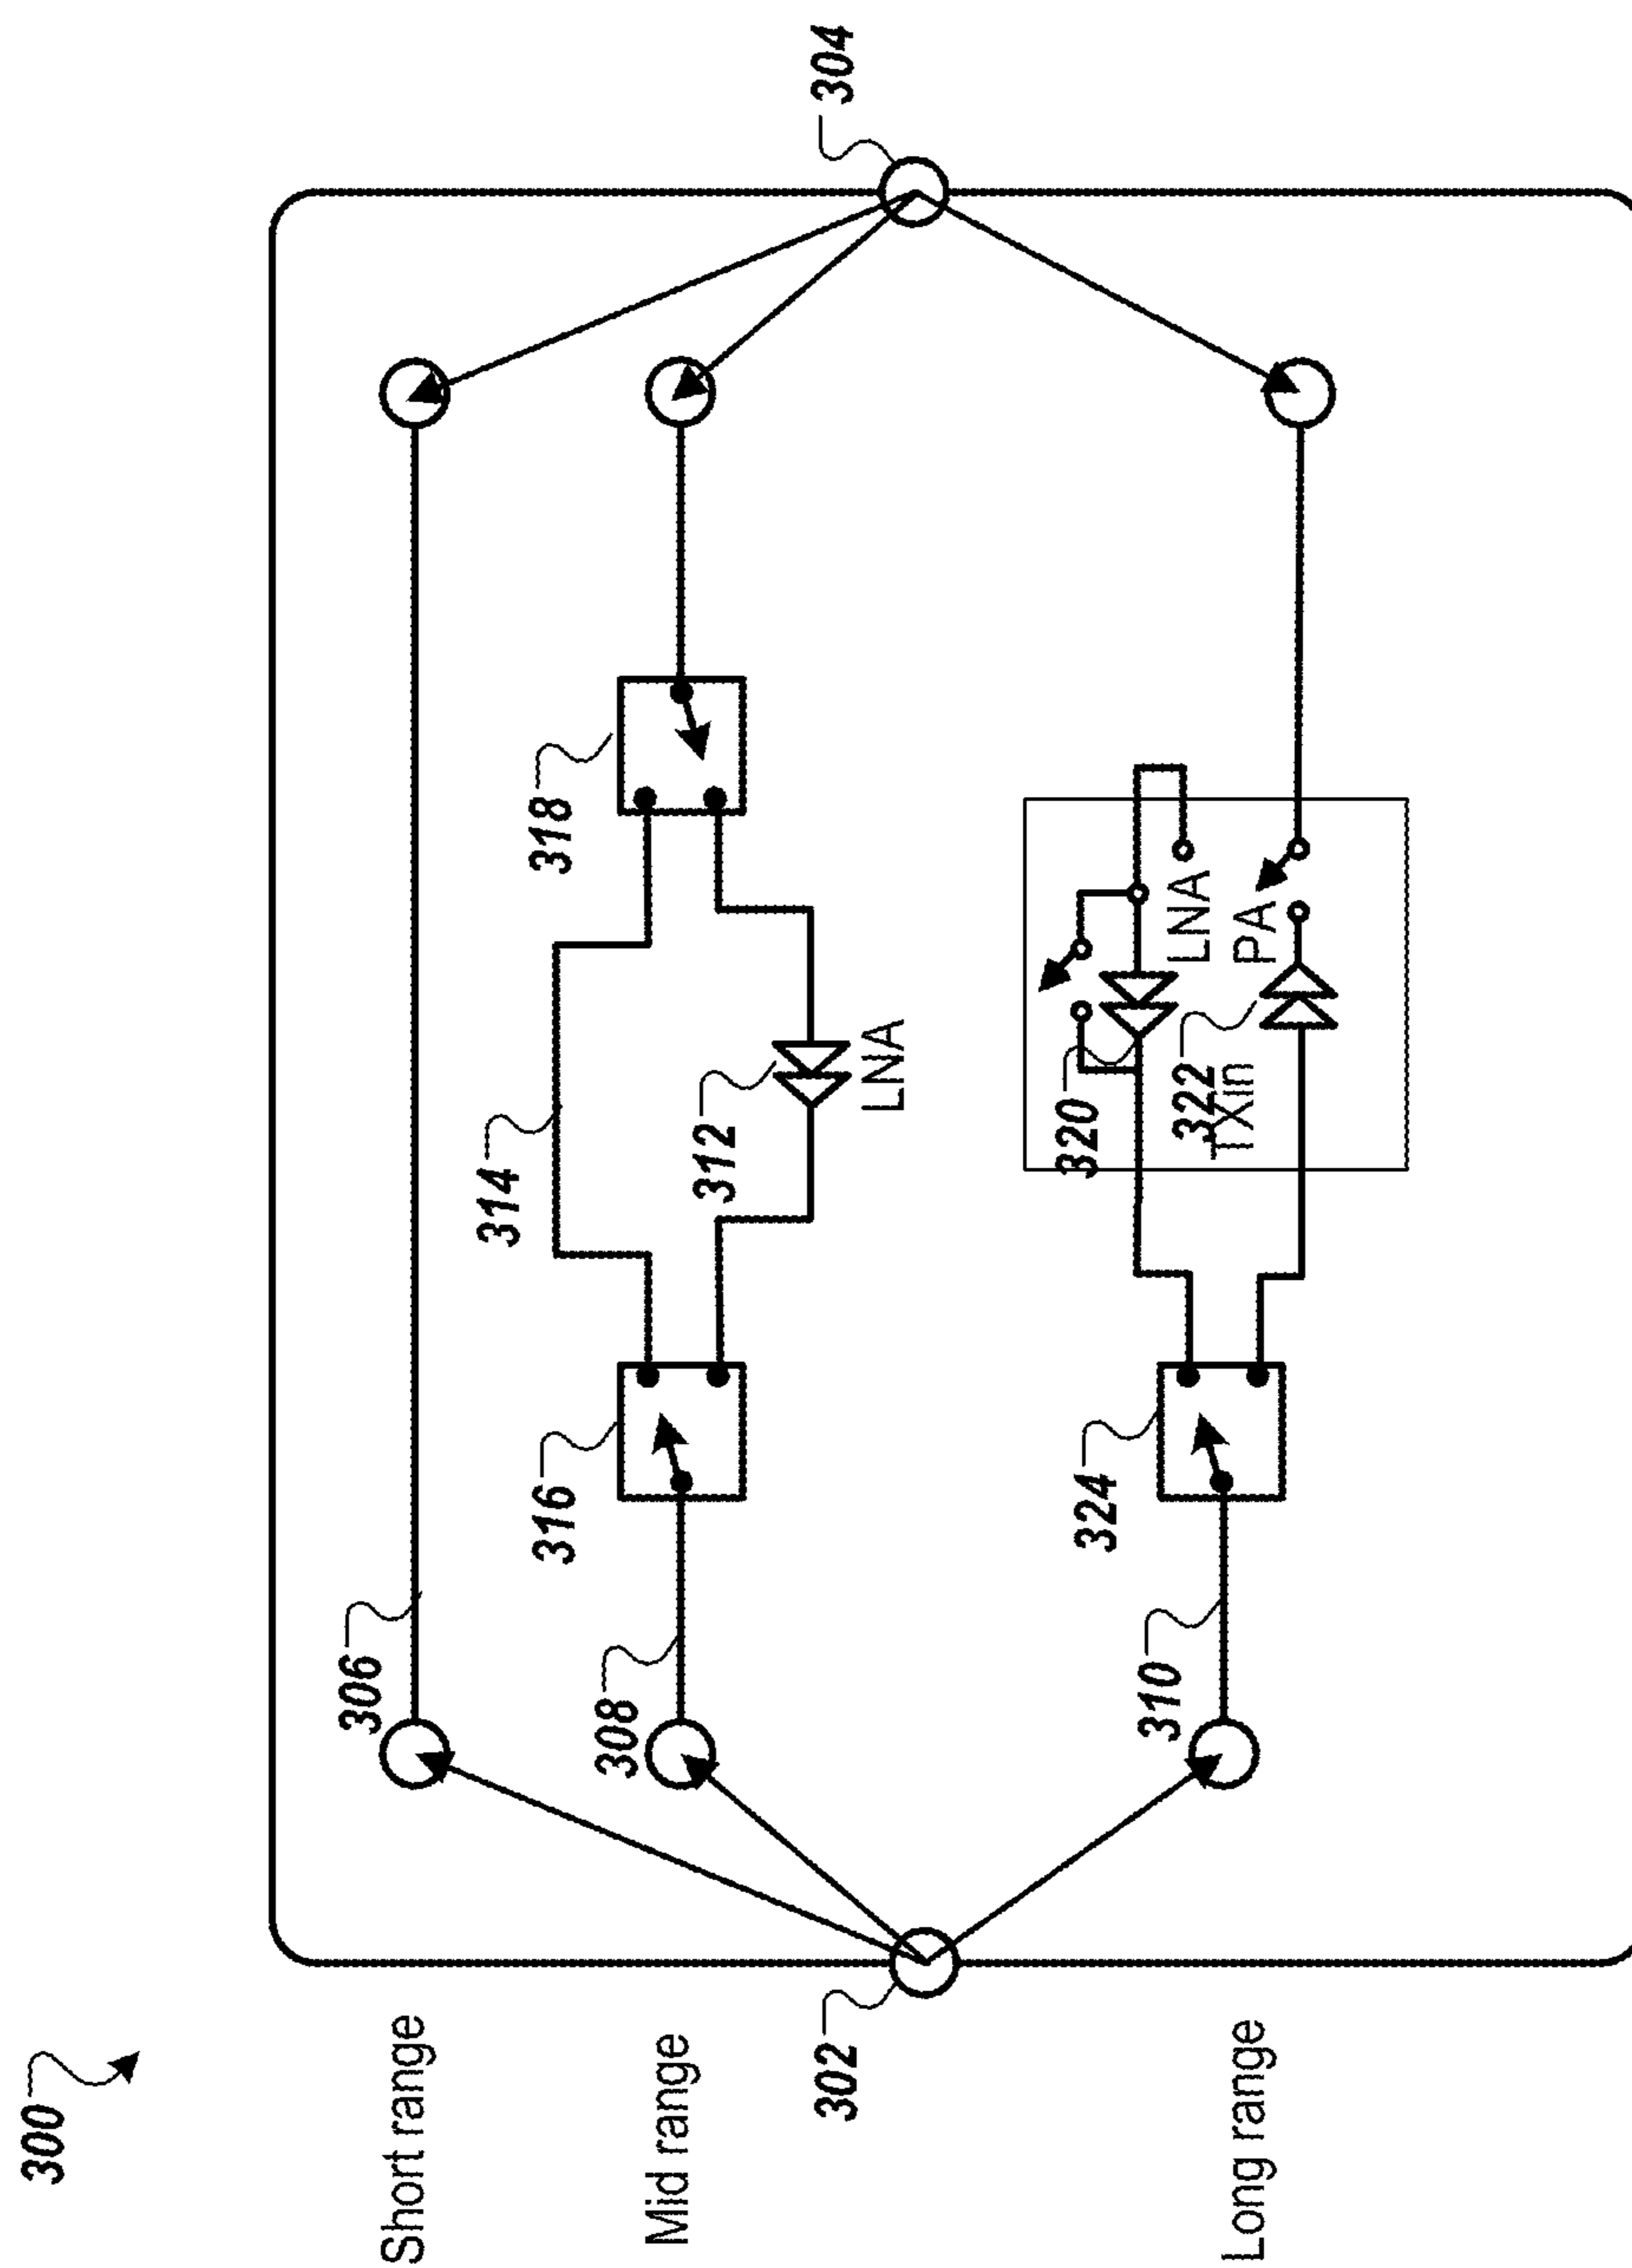 300
Short range
Mid range
Long range
302
304
306
308
310
316
314
318
312
LNA
324
320
322
TXin
LNA
PA